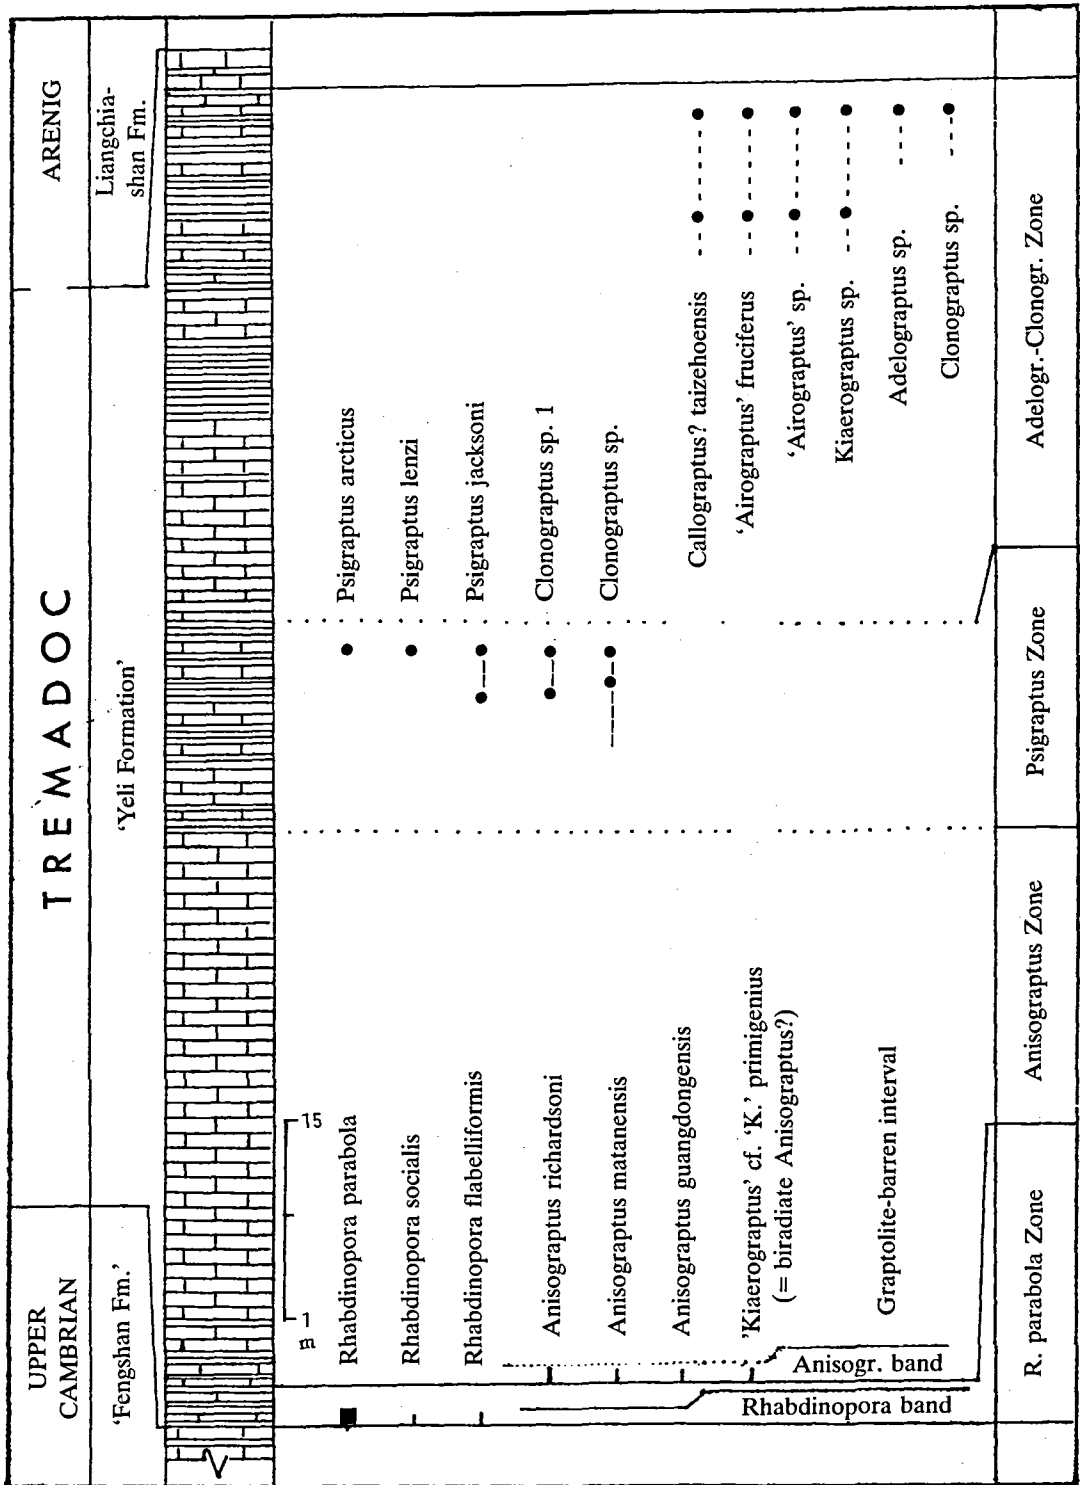 ARENIG
Liangchia-
shan Fm.
TREMADOC
'Yeli Formation'
UPPER
CAMBRIAN
'Fengshan Fm.'
15
1
m
Psigraptus arcticus
Psigraptus lenzi
Psigraptus jacksoni
Clonograptus sp. 1
Clonograptus sp.
Callograptus? taizehoensis
'Airograptus' fruciferus
'Airograptus' sp.
Kiaerograptus sp.
Adelograptus sp.
Clonograptus sp.
Rhabdinopora parabola
Rhabdinopora socialis
Rhabdinopora flabelliformis
Anisograptus richardsoni
Anisograptus matanensis
Anisograptus guangdongensis
'Kiaerograptus' cf. 'K.' primigenius
(= biradiate Anisograptus?)
Graptolite-barren interval
Anisogr. band
Rhabdinopora band
Adelogr.-Clonogr. Zone
Psigraptus Zone
Anisograptus Zone
R. parabola Zone